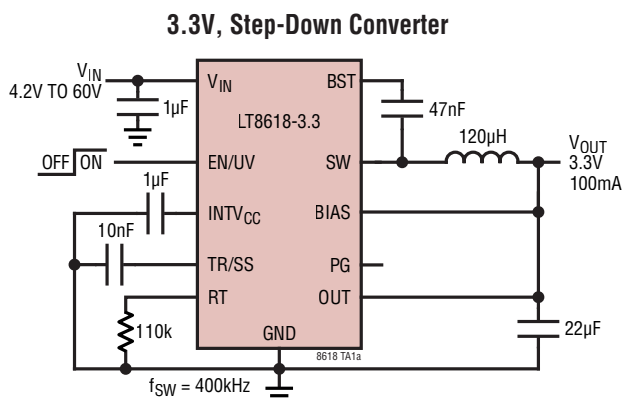 3.3V, Step-Down Converter
VIN
4.2V TO 60V
1µF
OFF ON
1µF
10nF
110k
fSW = 400kHz
VIN
EN/UV
INTVCC
TR/SS
RT
GND
LT8618-3.3
BST
SW
BIAS
PG
OUT
8618 TA1a
47nF
120µH
VOUT
3.3V
100mA
22µF